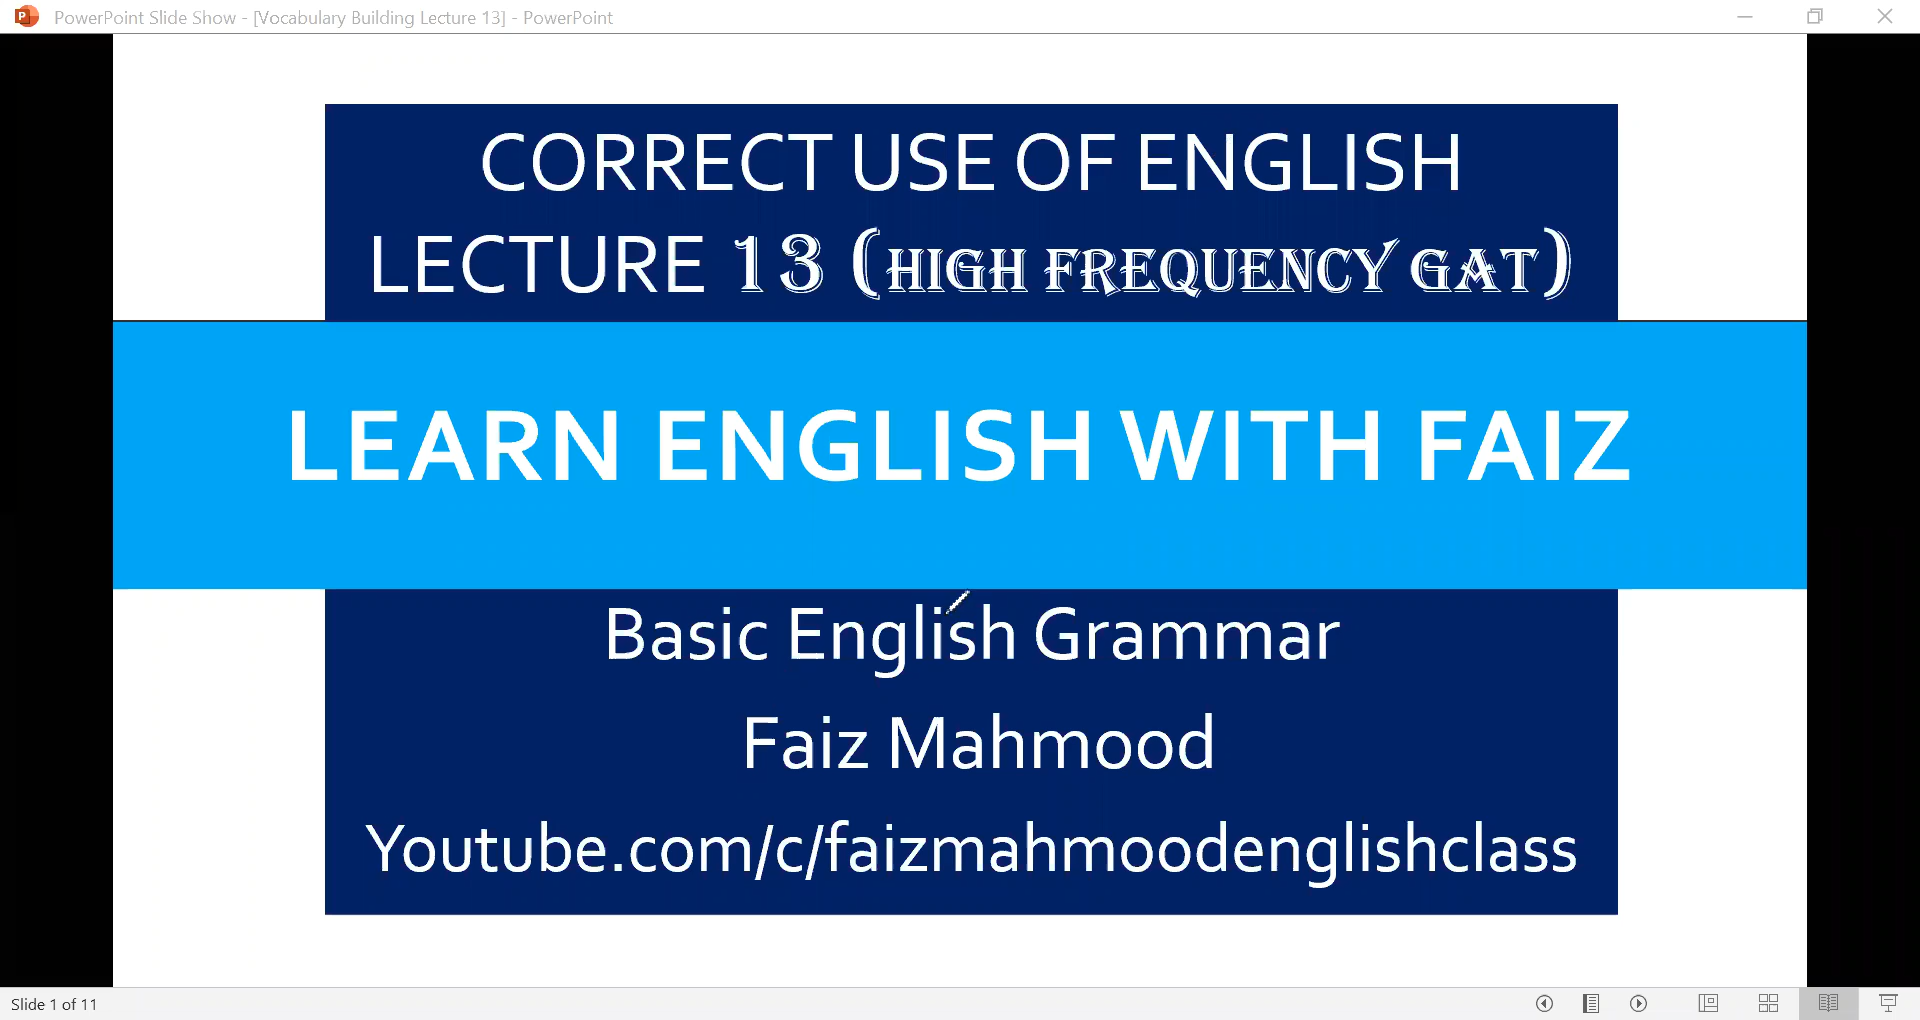 PowerPoint Slide Show - [Vocabulary Building Lecture 13] - PowerPoint
CORRECT USE OF ENGLISH
LECTURE 13 (HIGH FREQUENCY GAT)
LEARN ENGLISH WITH FAIZ
Basic English Grammar
Faiz Mahmood
Youtube.com/c/faizmahmoodenglishclass
Slide 1 of 11